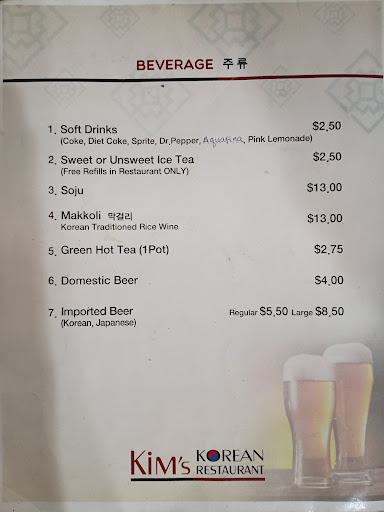 BEVERAGE 주류
1. Soft Drinks $2.50
(Coke, Diet Coke, Sprite, Dr.Pepper, Aquafina, Pink Lemonade)
2. Sweet or Unsweet Ice Tea $2.50
(Free Refills in Restaurant ONLY)
3. Soju $13.00
4. Makkoli 막걸리 $13.00
Korean Traditioned Rice Wine
5. Green Hot Tea (1Pot) $2.75
6. Domestic Beer $4.00
7. Imported Beer Regular $5.50 Large $8.50
(Korean, Japanese)
KiM's KOREAN
RESTAURANT